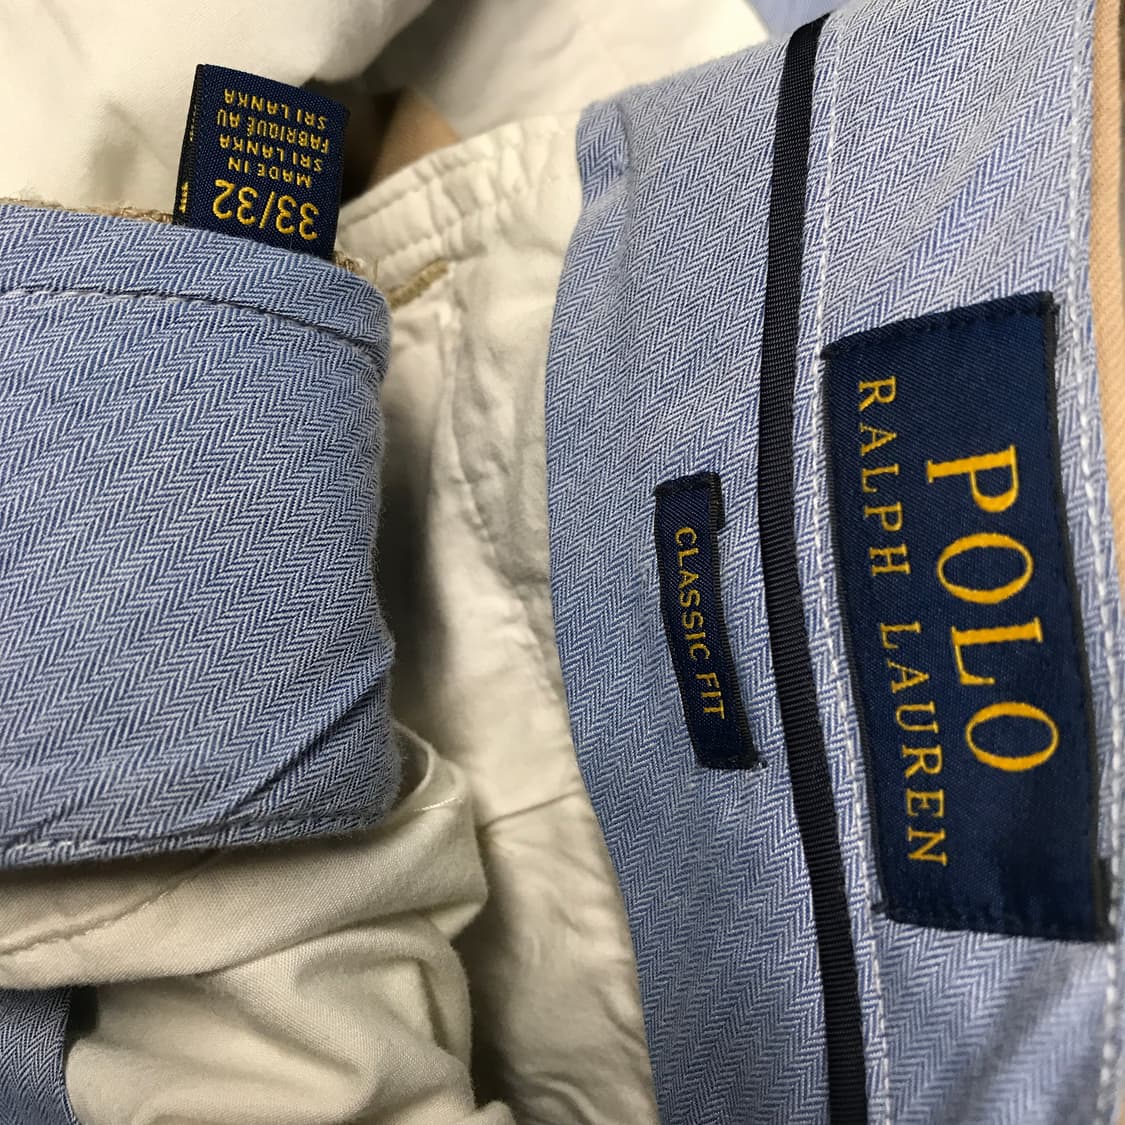 POLO
RALPH LAUREN
CLASSIC FIT
33/32
MADE IN
SRI LANKA
FABRIQUÉ AU
SRI LANKA